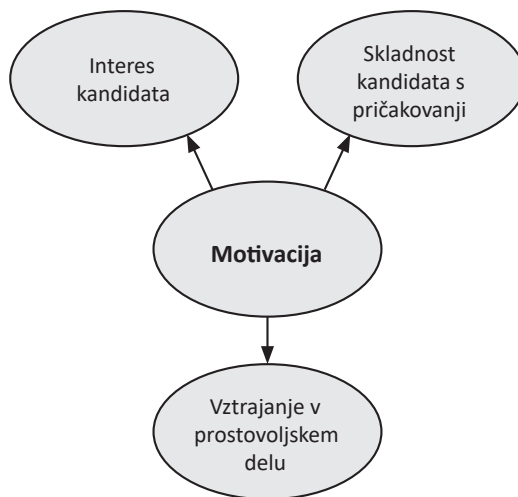 Interes
kandidata
Skladnost
kandidata s
pričakovanji
Motivacija
Vztrajanje v
prostovoljskem
delu